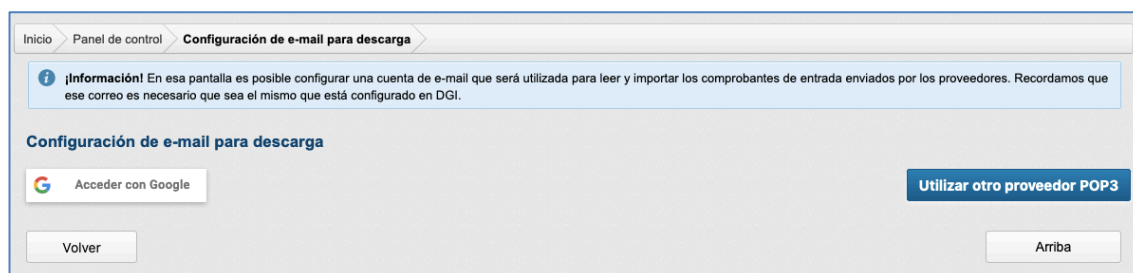 Inicio Panel de control Configuración de e-mail para descarga
¡Información! En esa pantalla es posible configurar una cuenta de e-mail que será utilizada para leer y importar los comprobantes de entrada enviados por los proveedores. Recordamos que
ese correo es necesario que sea el mismo que está configurado en DGI.
Configuración de e-mail para descarga
Acceder con Google Utilizar otro proveedor POP3
Volver Arriba